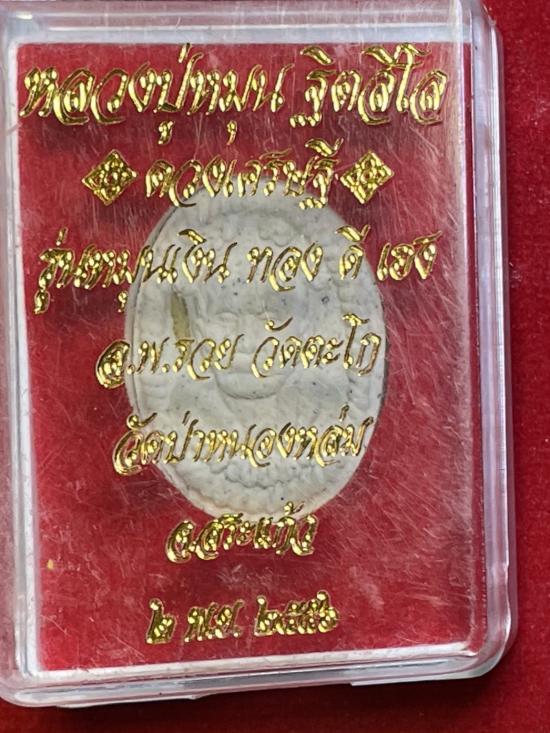 หลวงปู่หมุน ฐิตสีโล
ดวงเศรษฐี
รุ่นหมุนเงิน ทอง ดี เฮง
อ.พ.รวย วัดตะโก
วัดป่าหนองหล่ม
จ.สระแก้ว
๒ พ.ย. ๒๕๕๖